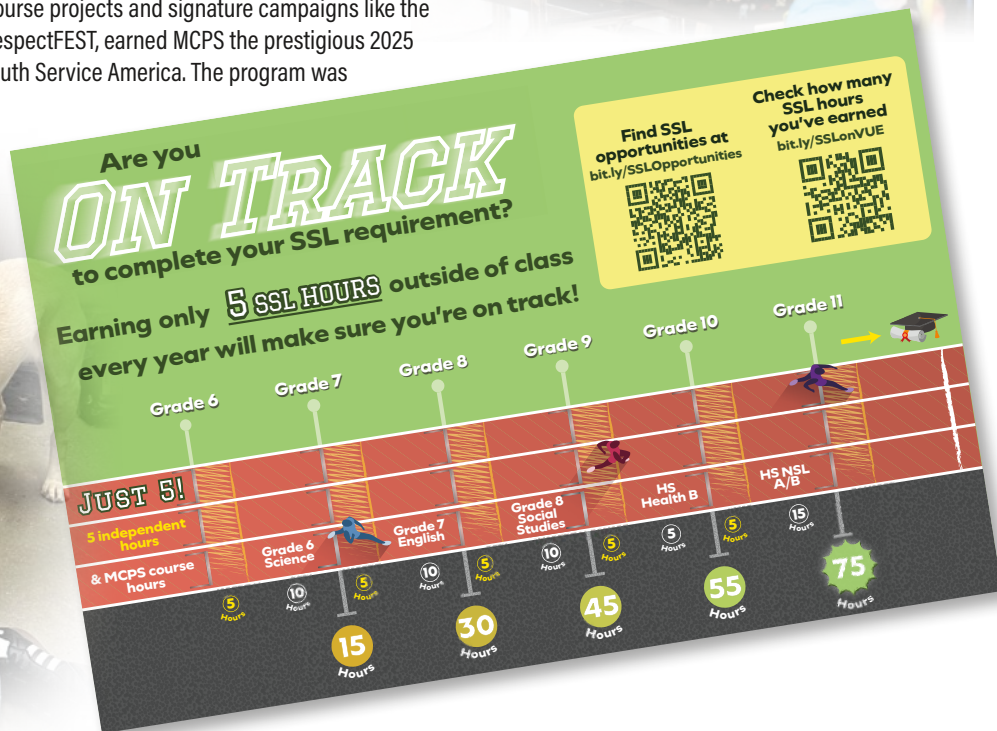 ourse projects and signature campaigns like the
espectFEST, earned MCPS the prestigious 2025
uth Service America. The program was
Are you
ON TRACK
to complete your SSL requirement?
Earning only 5 SSL HOURS outside of class
every year will make sure you're on track!
Find SSL
opportunities at
bit.ly/SSLOpportunities
Check how many
SSL hours
you've earned
bit.ly/SSLonVUE
Grade 6
Grade 7
Grade 8
Grade 9
Grade 10
Grade 11
JUST 5!
5 independent
hours
& MCPS course
hours
Grade 6
Science
Grade 7
English
Grade 8
Social
Studies
HS
Health B
HS NSL
A/B
5
Hours
10
Hours
5
Hours
10
Hours
5
Hours
10
Hours
5
Hours
5
Hours
5
Hours
15
Hours
15
Hours
30
Hours
45
Hours
55
Hours
75
Hours